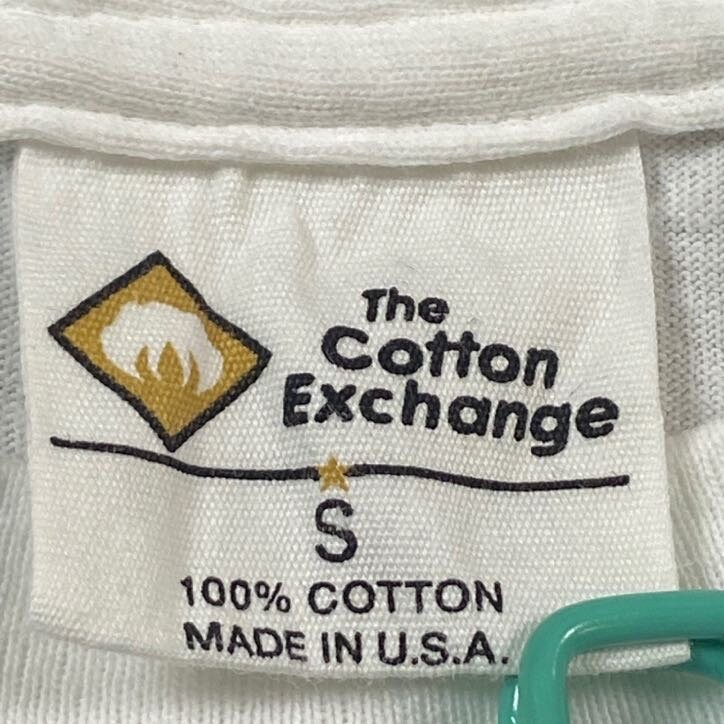 The
Cotton
Exchange
S
100% COTTON
MADE IN U.S.A.